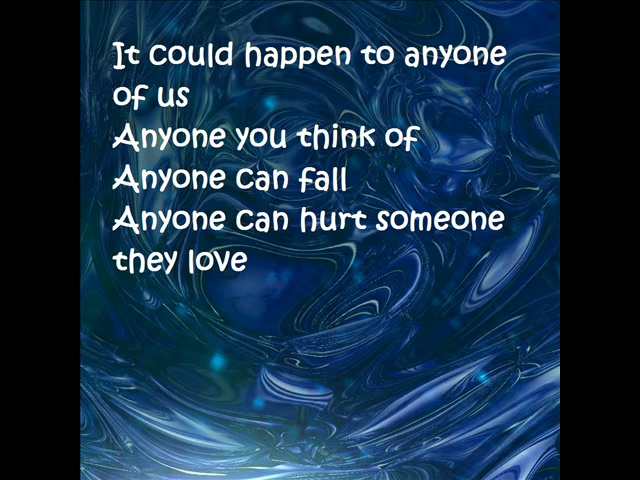 It could happen to anyone
of us
Anyone you think of
Anyone can fall
Anyone can hurt someone
they love